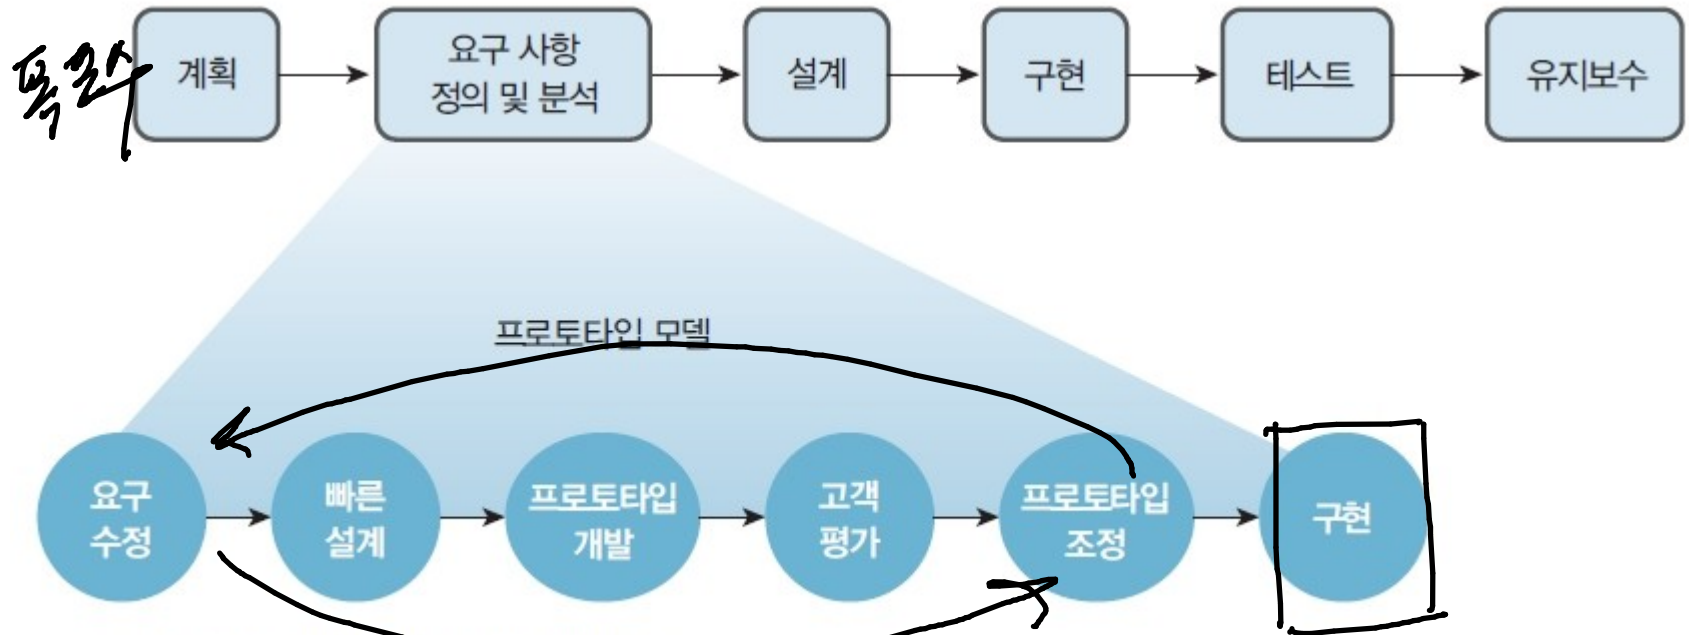 폭포수
계획
요구 사항
정의 및 분석
설계
구현
테스트
유지보수
프로토타입 모델
요구
수정
빠른
설계
프로토타입
개발
고객
평가
프로토타입
조정
구현